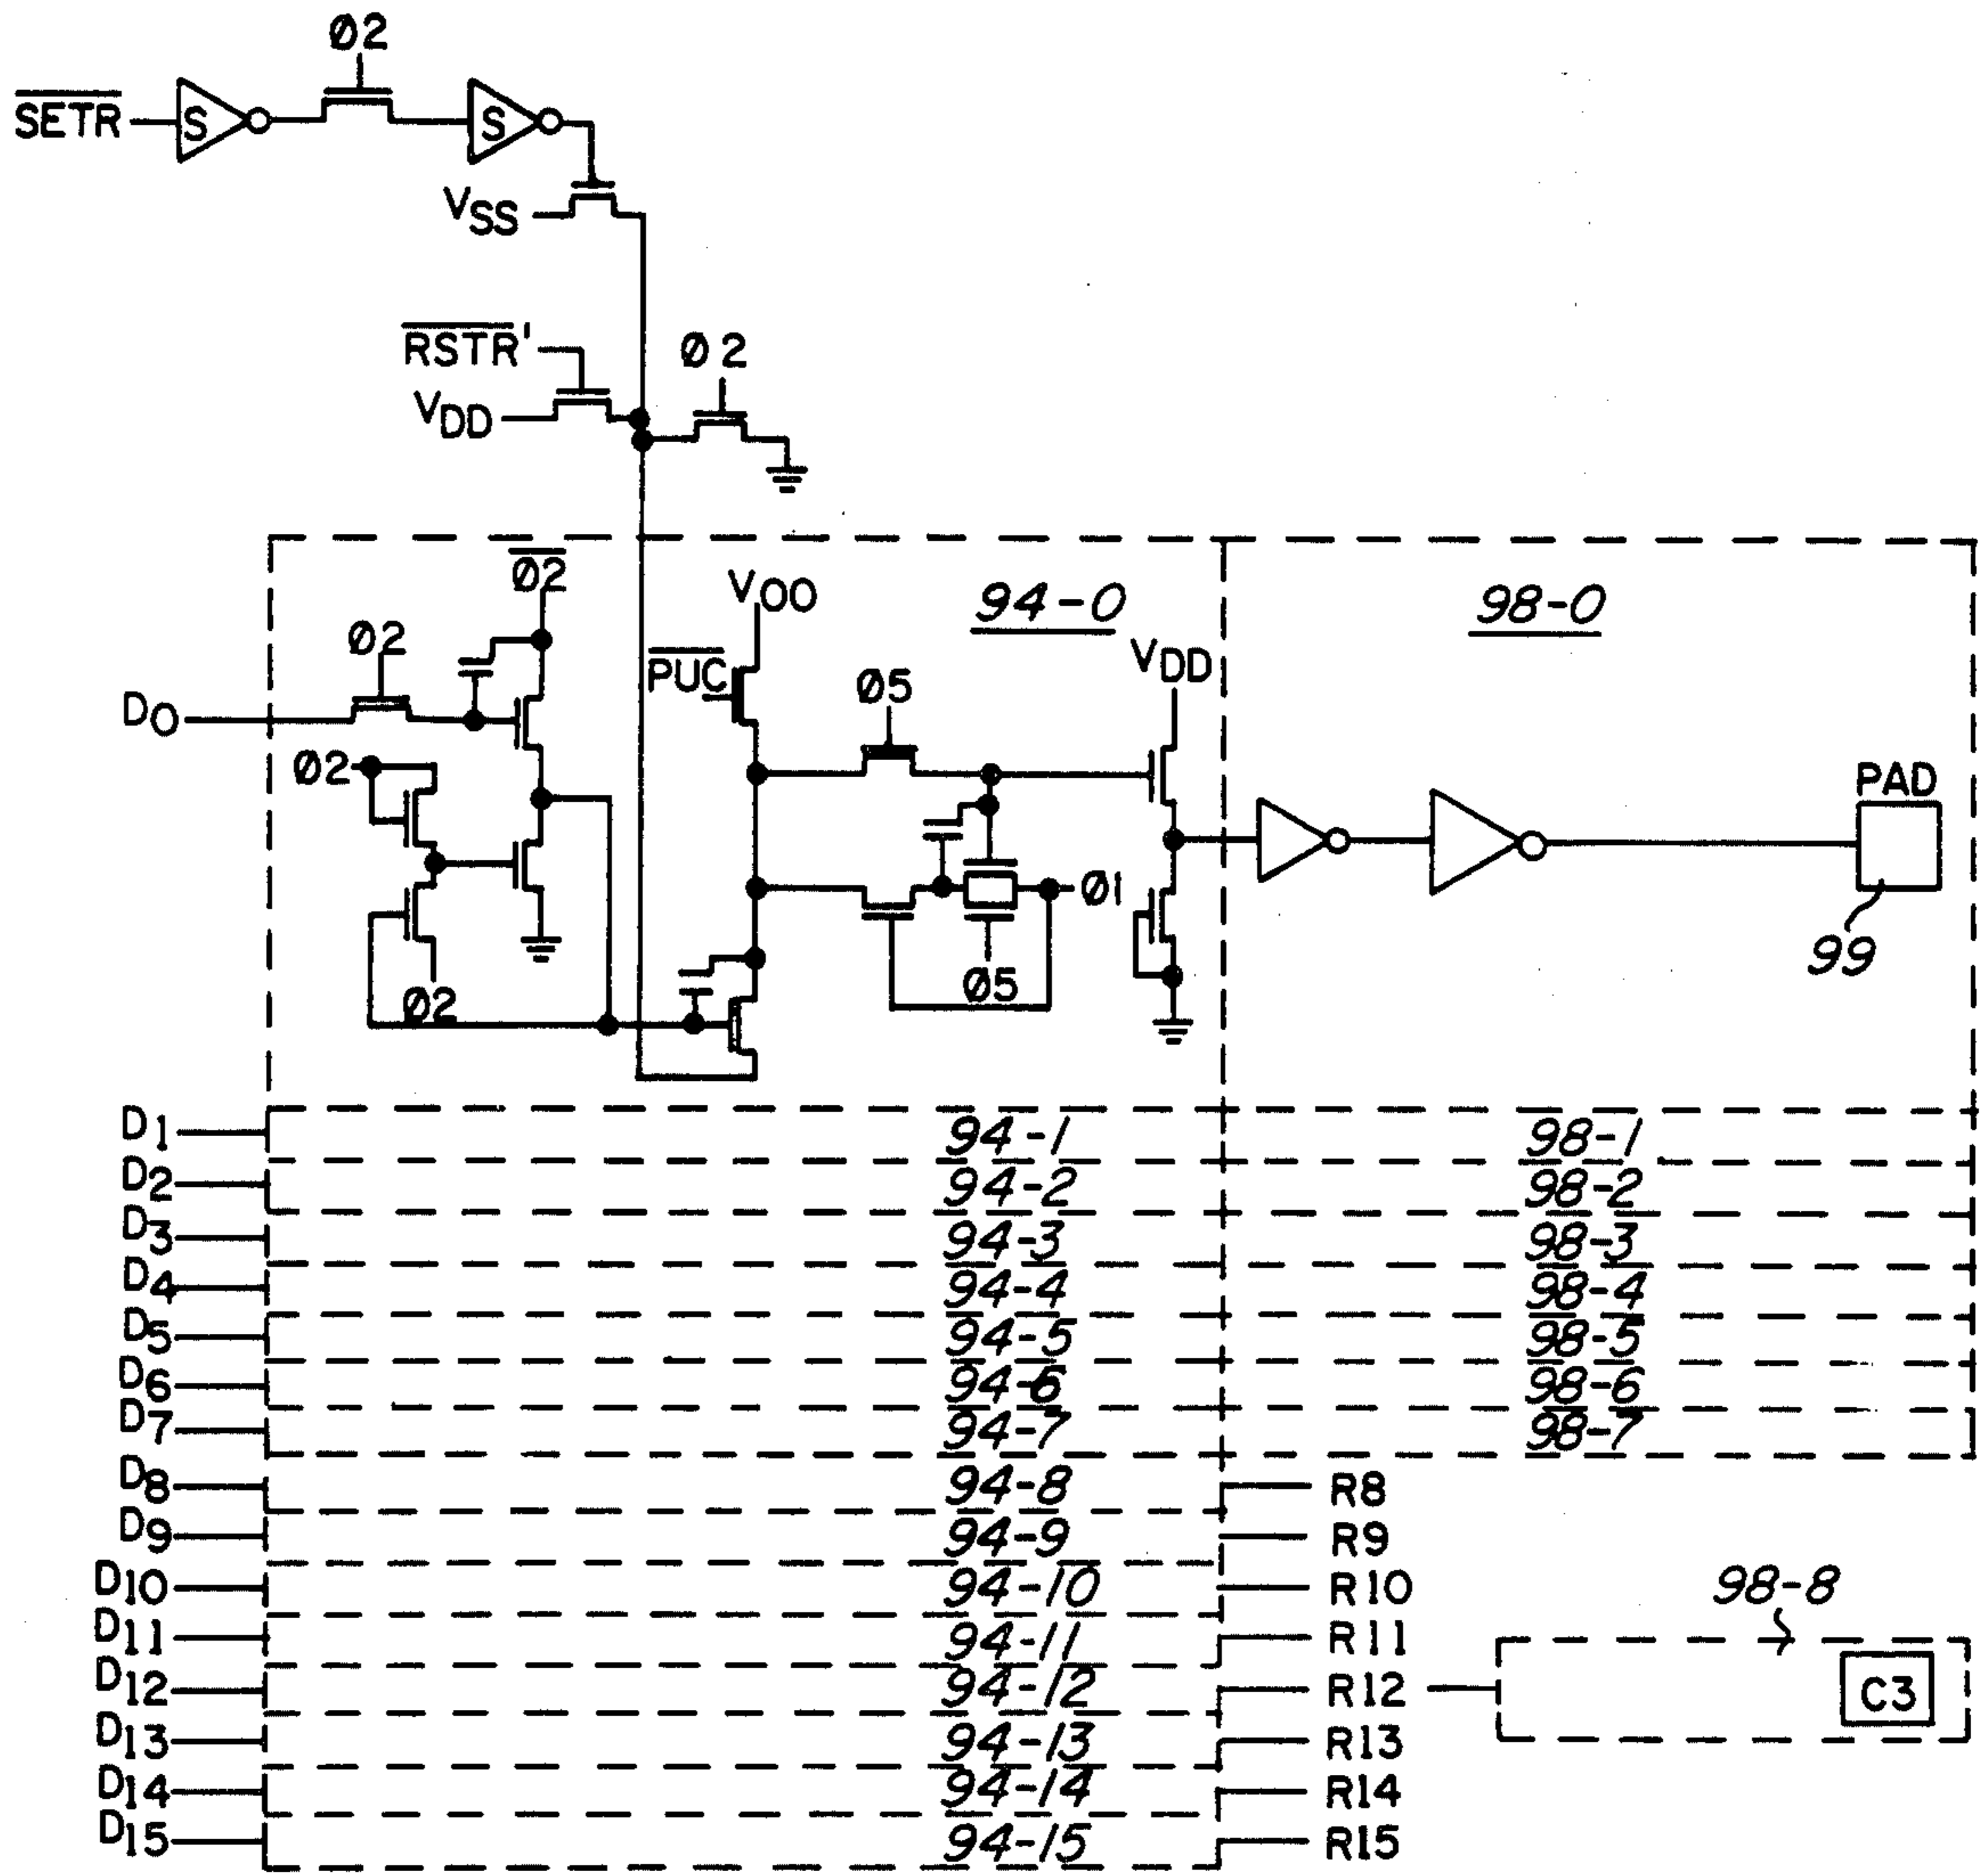 Ø2
SETR
S
S
VSS
RSTR'
Ø2
VDD
Ø2
VOO
94-0
98-0
Ø2
PUC
VDD
Ø5
D0
Ø2
PAD
Ø1
99
Ø5
Ø2
D1 94-1 98-1
D2 94-2 98-2
D3 94-3 98-3
D4 94-4 98-4
D5 94-5 98-5
D6 94-6 98-6
D7 94-7 98-7
D8 94-8 R8
D9 94-9 R9
D10 94-10 R10
98-8
D11 94-11 R11
D12 94-12 R12
C3
D13 94-13 R13
D14 94-14 R14
D15 94-15 R15